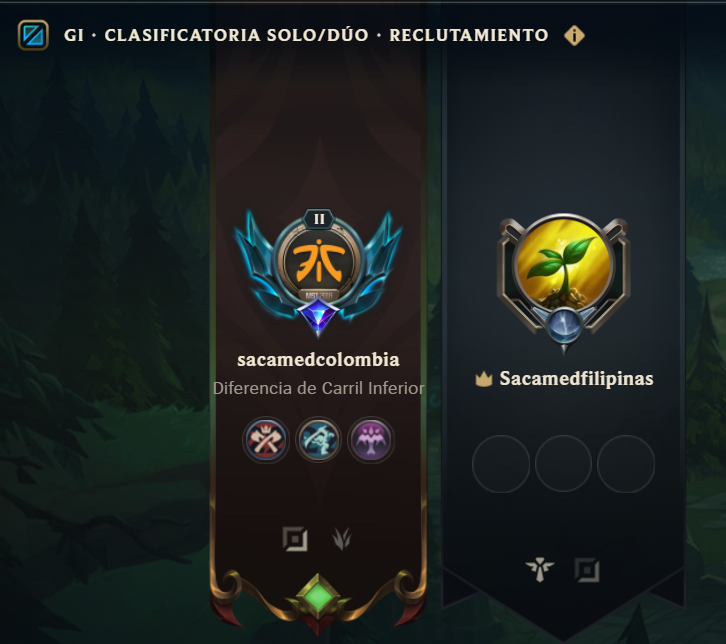 GI · CLASIFICATORIA SOLO/DÚO · RECLUTAMIENTO
II
sacamedcolombia
Diferencia de Carril Inferior
Sacamedfilipinas